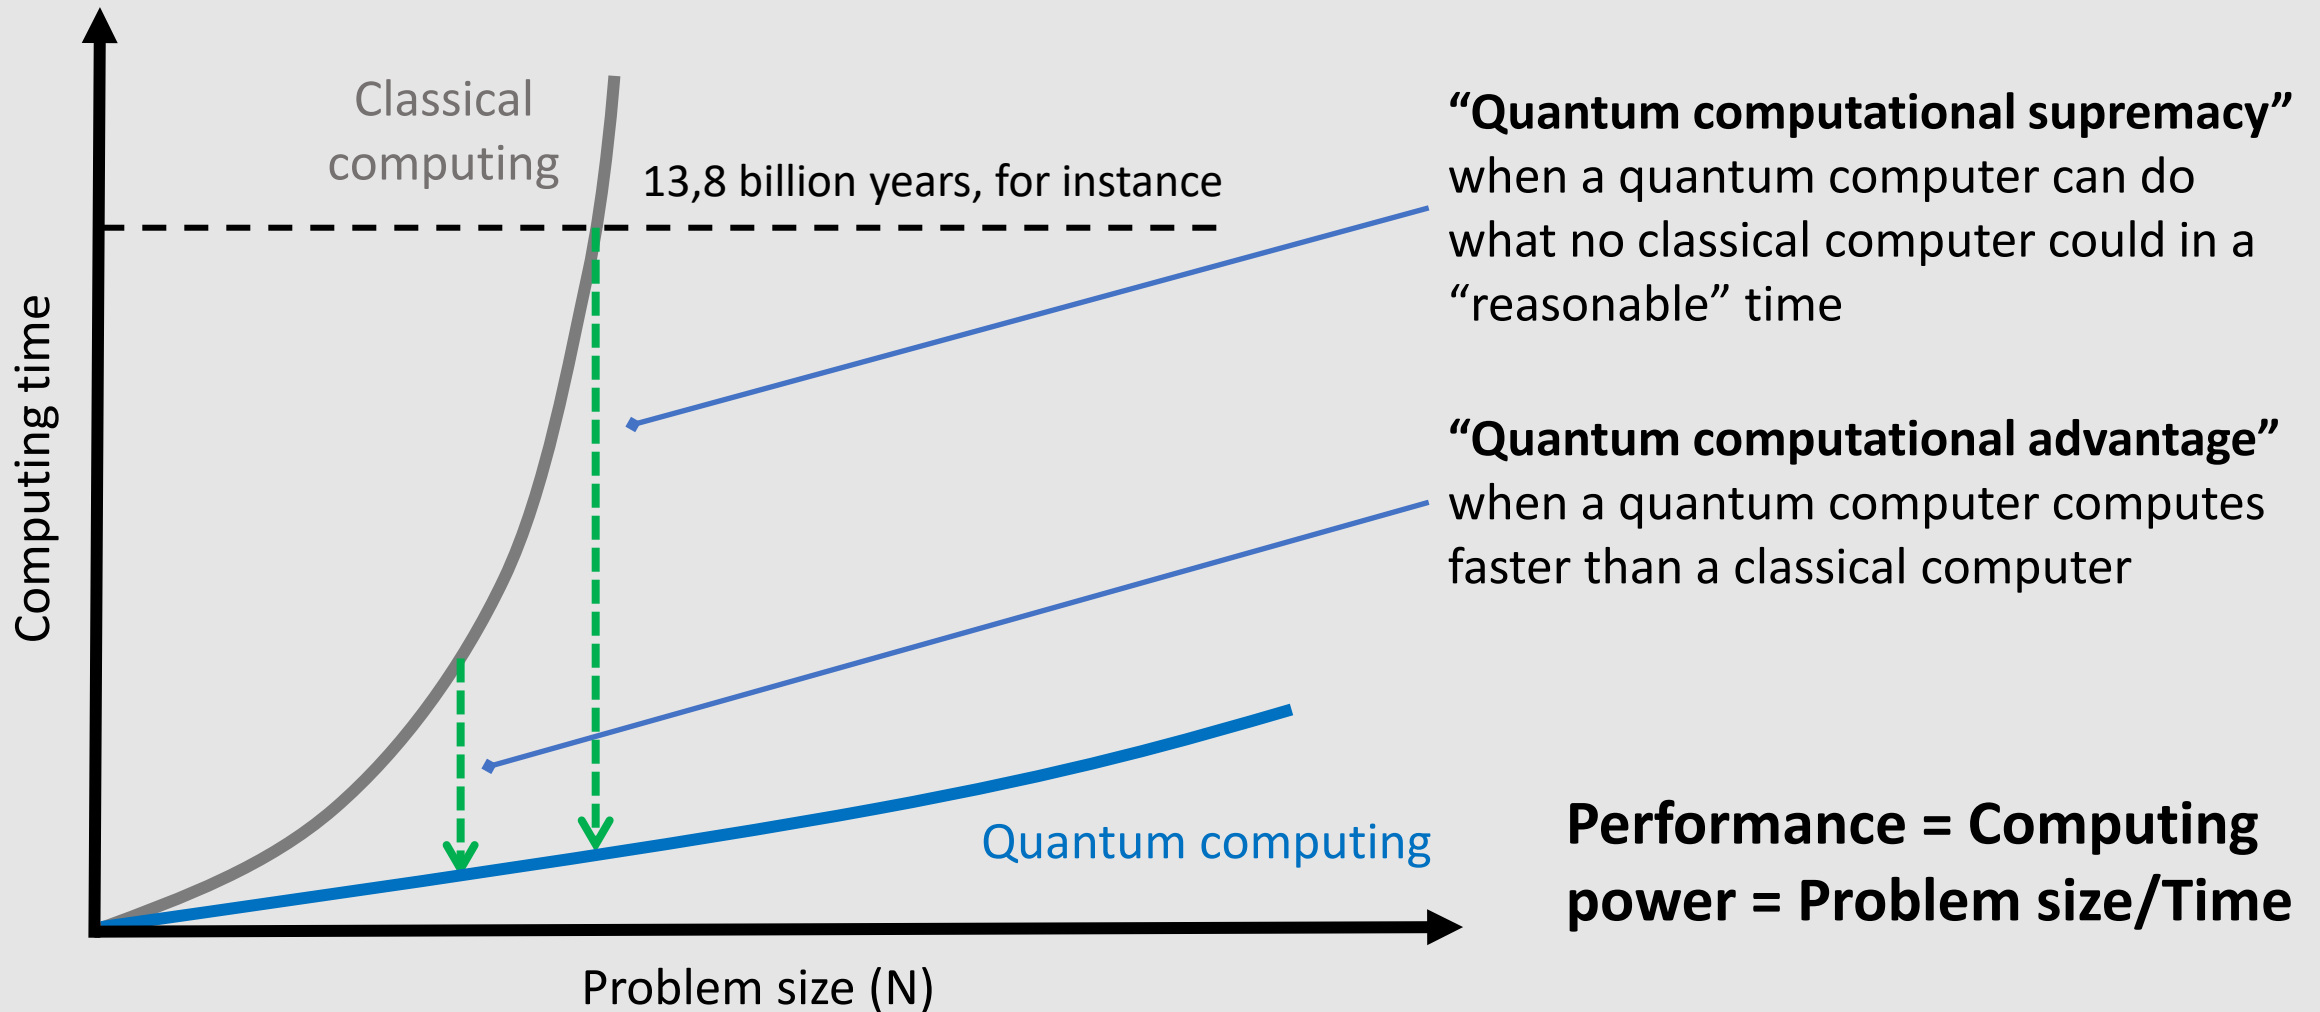 Classical
computing
13,8 billion years, for instance
Computing time
Quantum computing
Problem size (N)
“Quantum computational supremacy”
when a quantum computer can do
what no classical computer could in a
“reasonable” time
“Quantum computational advantage”
when a quantum computer computes
faster than a classical computer
Performance = Computing
power = Problem size/Time